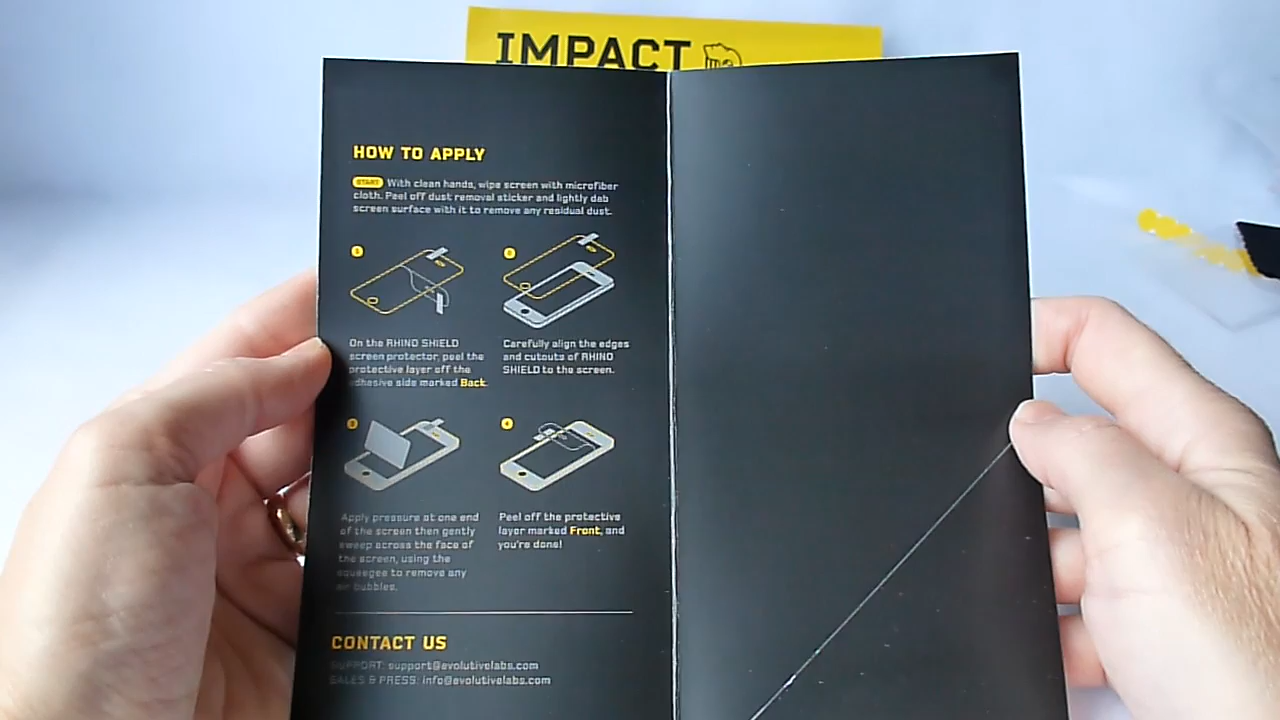 IMPACT
HOW TO APPLY
START With clean hands, wipe screen with microfiber
cloth. Peel off dust removal sticker and lightly dab
screen surface with it to remove any residual dust.
1
2
On the RHINO SHIELD
screen protector, peel the
protective layer off the
adhesive side marked Back.
Carefully align the edges
and cutouts of RHINO
SHIELD to the screen.
3
4
Apply pressure at one end
of the screen then gently
sweep across the face of
the screen, using the
squeegee to remove any
air bubbles.
Peel off the protective
layer marked Front, and
you're done!
CONTACT US
SUPPORT: support@evolutivelabs.com
SALES & PRESS: info@evolutivelabs.com